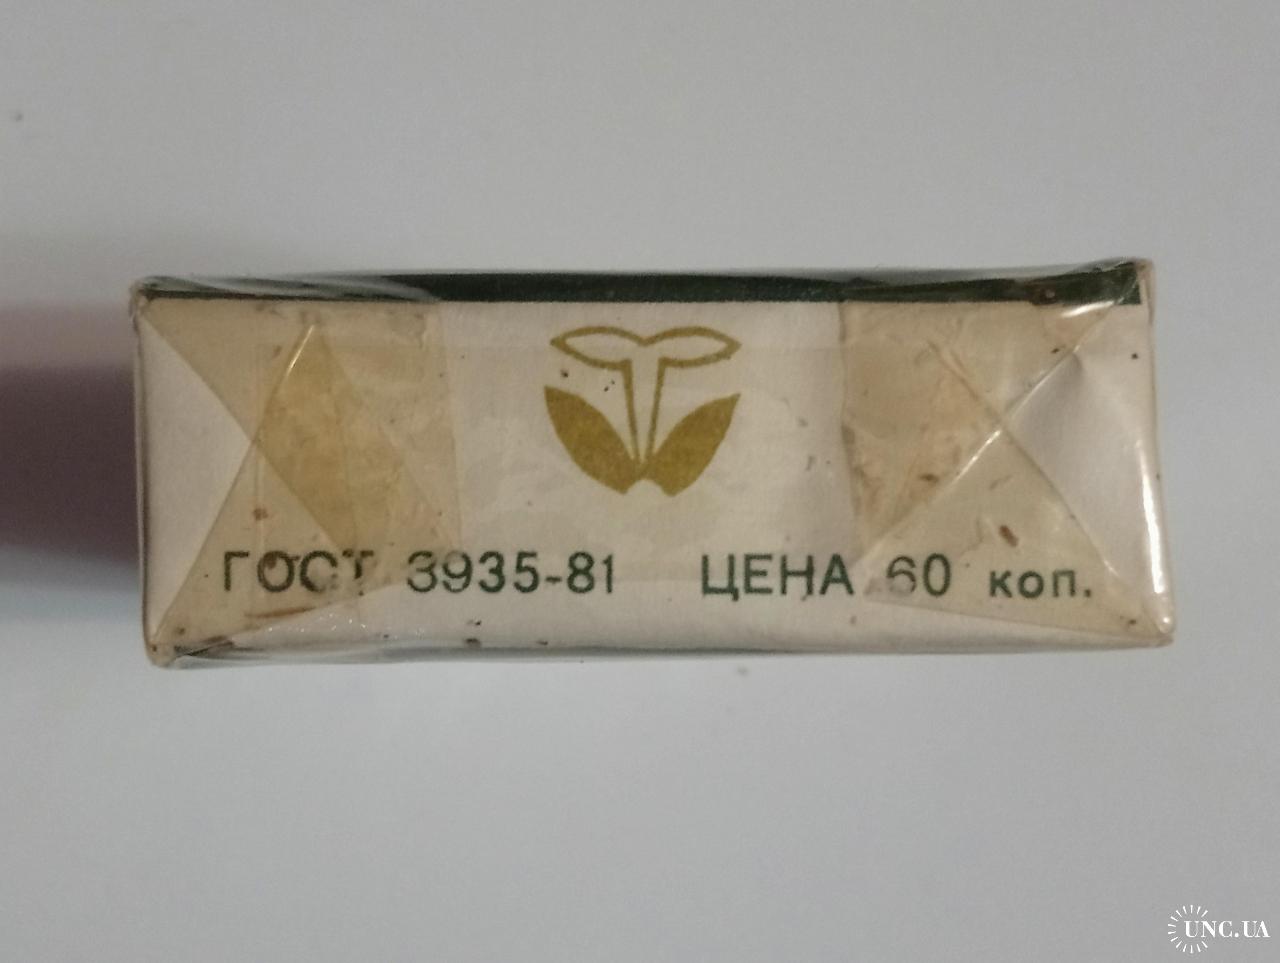 ГОСТ 3935-81 ЦЕНА 60 коп.
UNC.UA